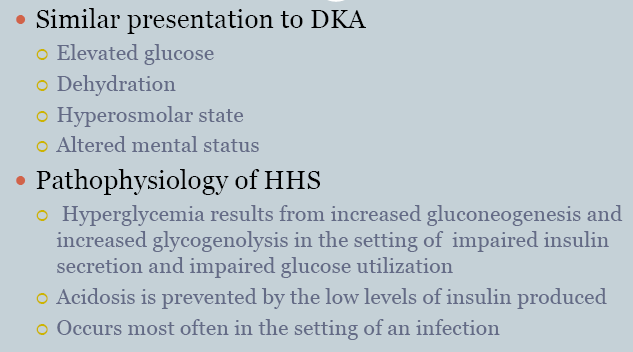 Similar presentation to DKA
Elevated glucose
Dehydration
Hyperosmolar state
Altered mental status
Pathophysiology of HHS
Hyperglycemia results from increased gluconeogenesis and
increased glycogenolysis in the setting of impaired insulin
secretion and impaired glucose utilization
Acidosis is prevented by the low levels of insulin produced
Occurs most often in the setting of an infection